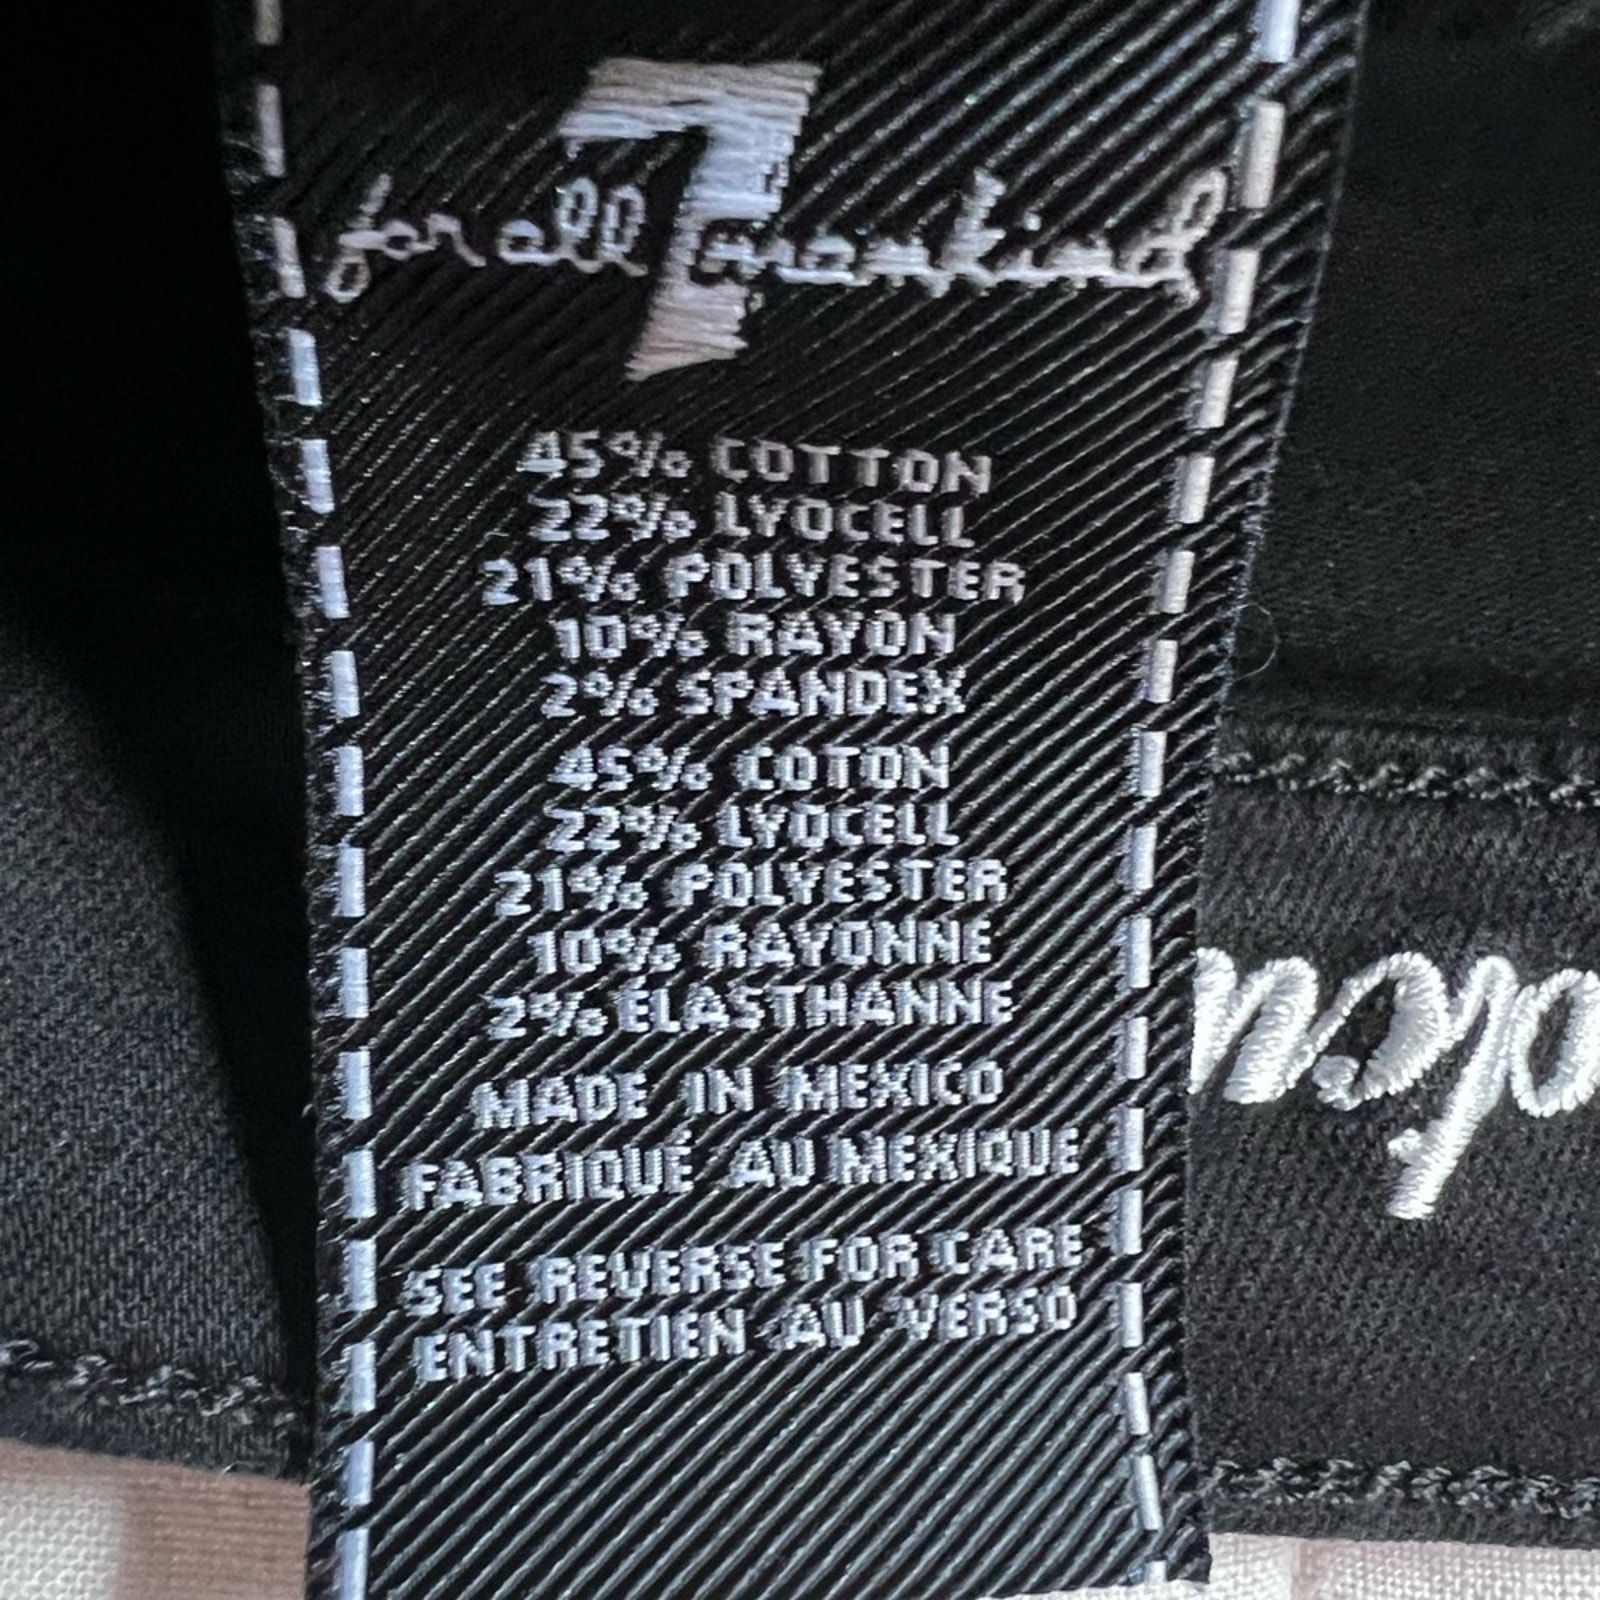 7
for all mankind
45% COTTON
22% LYOCELL
21% POLYESTER
10% RAYON
2% SPANDEX
45% COTON
22% LYOCELL
21% POLYESTER
10% RAYONNE
2% ÉLASTHANNE
MADE IN MEXICO
FABRIQUÉ AU MEXIQUE
SEE REVERSE FOR CARE
ENTRETIEN AU VERSO